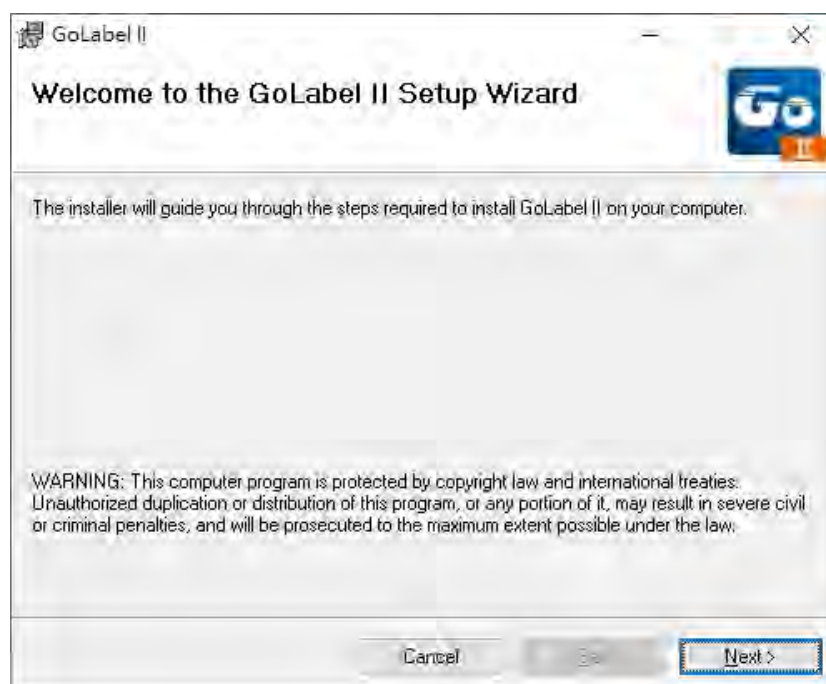 GoLabel II
Welcome to the GoLabel II Setup Wizard
Go
II
The installer will guide you through the steps required to install GoLabel II on your computer.
WARNING: This computer program is protected by copyright law and international treaties.
Unauthorized duplication or distribution of this program, or any portion of it, may result in severe civil
or criminal penalties, and will be prosecuted to the maximum extent possible under the law.
Cancel
Next >